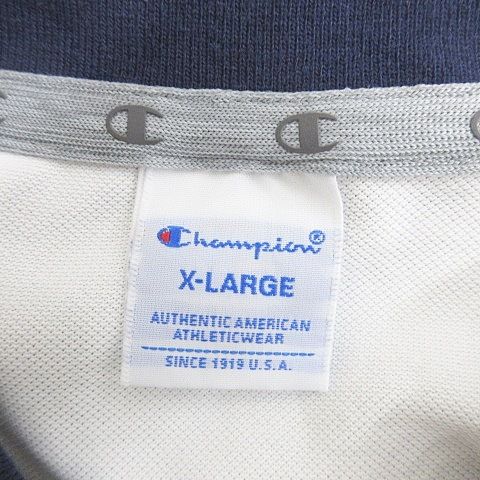 Champion®
X-LARGE
AUTHENTIC AMERICAN
ATHLETICWEAR
SINCE 1919 U.S.A.